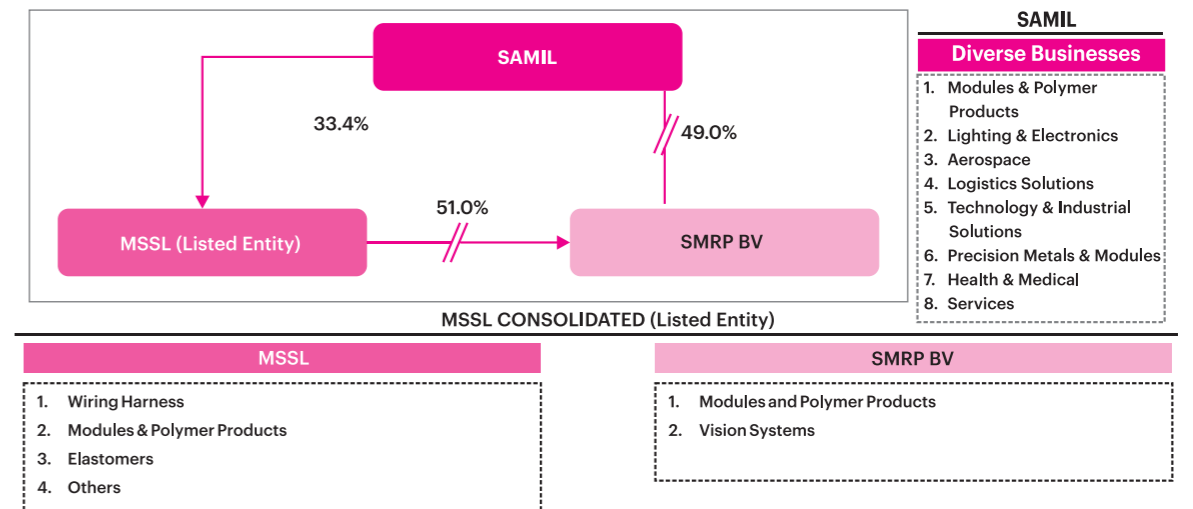 SAMIL
33.4%
49.0%
51.0%
MSSL (Listed Entity)
SMRP BV
SAMIL
Diverse Businesses
1. Modules & Polymer
Products
2. Lighting & Electronics
3. Aerospace
4. Logistics Solutions
5. Technology & Industrial
Solutions
6. Precision Metals & Modules
7. Health & Medical
8. Services
MSSL CONSOLIDATED (Listed Entity)
MSSL
1. Wiring Harness
2. Modules & Polymer Products
3. Elastomers
4. Others
SMRP BV
1. Modules and Polymer Products
2. Vision Systems